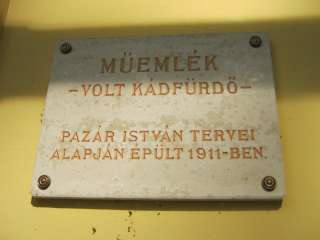 MŰEMLÉK
-VOLT KÁDFÜRDŐ-
PAZÁR ISTVÁN TERVEI
ALAPJÁN ÉPÜLT 1911-BEN.